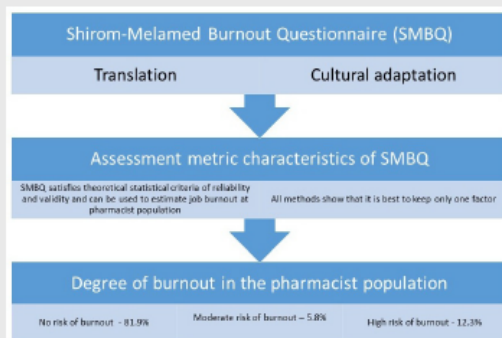 Shirom-Melamed Burnout Questionnaire (SMBQ)
Translation
Cultural adaptation
Assessment metric characteristics of SMBQ
SMBQ satisfies theoretical statistical criteria of reliability
and validity and can be used to estimate job burnout at
pharmacist population
All methods show that it is best to keep only one factor
Degree of burnout in the pharmacist population
No risk of burnout - 81.9%
Moderate risk of burnout – 5.8%
High risk of burnout - 12.3%